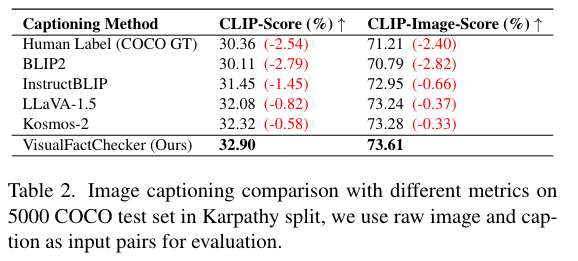 Captioning Method CLIP-Score (%) ↑ CLIP-Image-Score (%) ↑
Human Label (COCO GT) 30.36 (-2.54) 71.21 (-2.40)
BLIP2 30.11 (-2.79) 70.79 (-2.82)
InstructBLIP 31.45 (-1.45) 72.95 (-0.66)
LLaVA-1.5 32.08 (-0.82) 73.24 (-0.37)
Kosmos-2 32.32 (-0.58) 73.28 (-0.33)
VisualFactChecker (Ours) 32.90 73.61
Table 2. Image captioning comparison with different metrics on
5000 COCO test set in Karpathy split, we use raw image and cap-
tion as input pairs for evaluation.